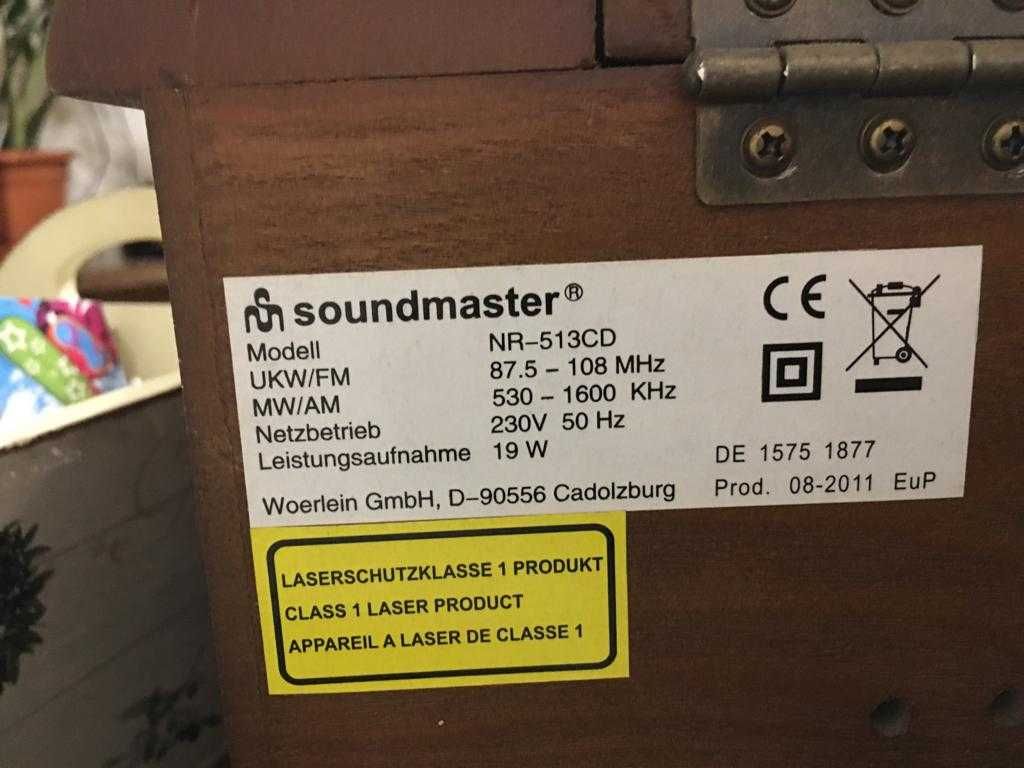 soundmaster®
Modell NR-513CD
UKW/FM 87.5 - 108 MHz
MW/AM 530 - 1600 KHz
Netzbetrieb 230V 50 Hz
Leistungsaufnahme 19 W
Woerlein GmbH, D-90556 Cadolzburg
CE
DE 1575 1877
Prod. 08-2011 EuP
LASERSCHUTZKLASSE 1 PRODUKT
CLASS 1 LASER PRODUCT
APPAREIL A LASER DE CLASSE 1